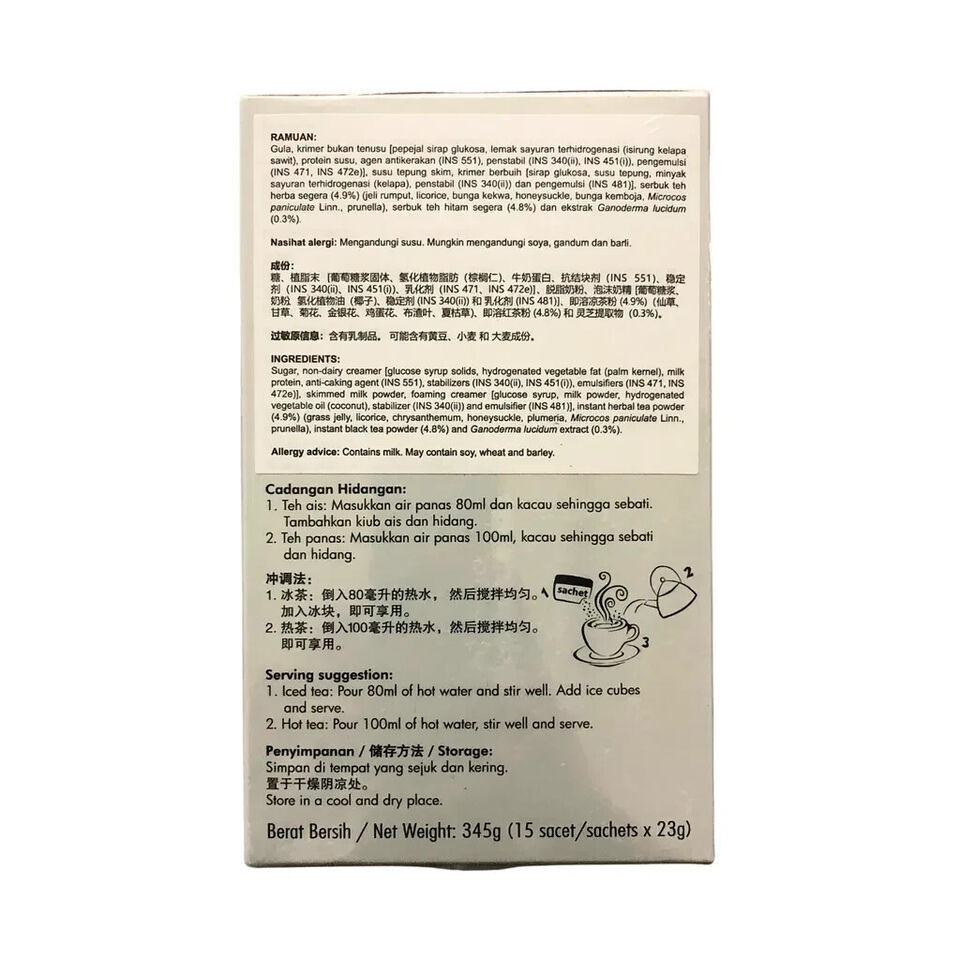 RAMUAN:
Gula, krimer bukan tenusu [pepejal sirap glukosa, lemak sayuran terhidrogenasi (isirung kelapa
sawit), protein susu, agen antikerakan (INS 551), penstabil (INS 340(ii), INS 451(i)), pengemulsi
(INS 471, INS 472e)], susu tepung skim, krimer berbuih [sirap glukosa, susu tepung, minyak
sayuran terhidrogenasi (kelapa), penstabil (INS 340(ii)) dan pengemulsi (INS 481)], serbuk teh
herba segera (4.9%) (jeli rumput, licorice, bunga kekwa, honeysuckle, bunga kemboja, Microcos
paniculate Linn., prunella), serbuk teh hitam segera (4.8%) dan ekstrak Ganoderma lucidum
(0.3%).
Nasihat alergi: Mengandungi susu. Mungkin mengandungi soya, gandum dan barli.
成份：
糖、植脂末 [葡萄糖浆固体、氢化植物脂肪（棕榈仁）、牛奶蛋白、抗结块剂（INS 551)、稳定
剂（INS 340(ii)、INS 451(i))、乳化剂（INS 471、INS 472e)]、脱脂奶粉、泡沫奶精 [葡萄糖浆、
奶粉 氢化植物油（椰子）、稳定剂（INS 340(ii)) 和 乳化剂（INS 481)]、即溶凉茶粉 (4.9%)（仙草、
甘草、菊花、金银花、鸡蛋花、布渣叶、夏枯草)、即溶红茶粉 (4.8%) 和 灵芝提取物（0.3%)。
过敏原信息：含有乳制品。 可能含有黄豆、小麦 和 大麦成份。
INGREDIENTS:
Sugar, non-dairy creamer [glucose syrup solids, hydrogenated vegetable fat (palm kernel), milk
protein, anti-caking agent (INS 551), stabilizers (INS 340(ii), INS 451(i)), emulsifiers (INS 471, INS
472e)], skimmed milk powder, foaming creamer [glucose syrup, milk powder, hydrogenated
vegetable oil (coconut), stabilizer (INS 340(ii)) and emulsifier (INS 481)], instant herbal tea powder
(4.9%) (grass jelly, licorice, chrysanthemum, honeysuckle, plumeria, Microcos paniculate Linn.,
prunella), instant black tea powder (4.8%) and Ganoderma lucidum extract (0.3%).
Allergy advice: Contains milk. May contain soy, wheat and barley.
Cadangan Hidangan:
1. Teh ais: Masukkan air panas 80ml dan kacau sehingga sebati.
Tambahkan kiub ais dan hidang.
2. Teh panas: Masukkan air panas 100ml, kacau sehingga sebati
dan hidang.
冲调法：
1. 冰茶：倒入80毫升的热水， 然后搅拌均匀。
加入冰块，即可享用。
2. 热茶：倒入100毫升的热水，然后搅拌均匀。
即可享用。
1
sachet
2
3
Serving suggestion:
1. Iced tea: Pour 80ml of hot water and stir well. Add ice cubes
and serve.
2. Hot tea: Pour 100ml of hot water, stir well and serve.
Penyimpanan / 储存方法 / Storage:
Simpan di tempat yang sejuk dan kering.
置于干燥阴凉处。
Store in a cool and dry place.
Berat Bersih / Net Weight: 345g (15 sacet/sachets x 23g)